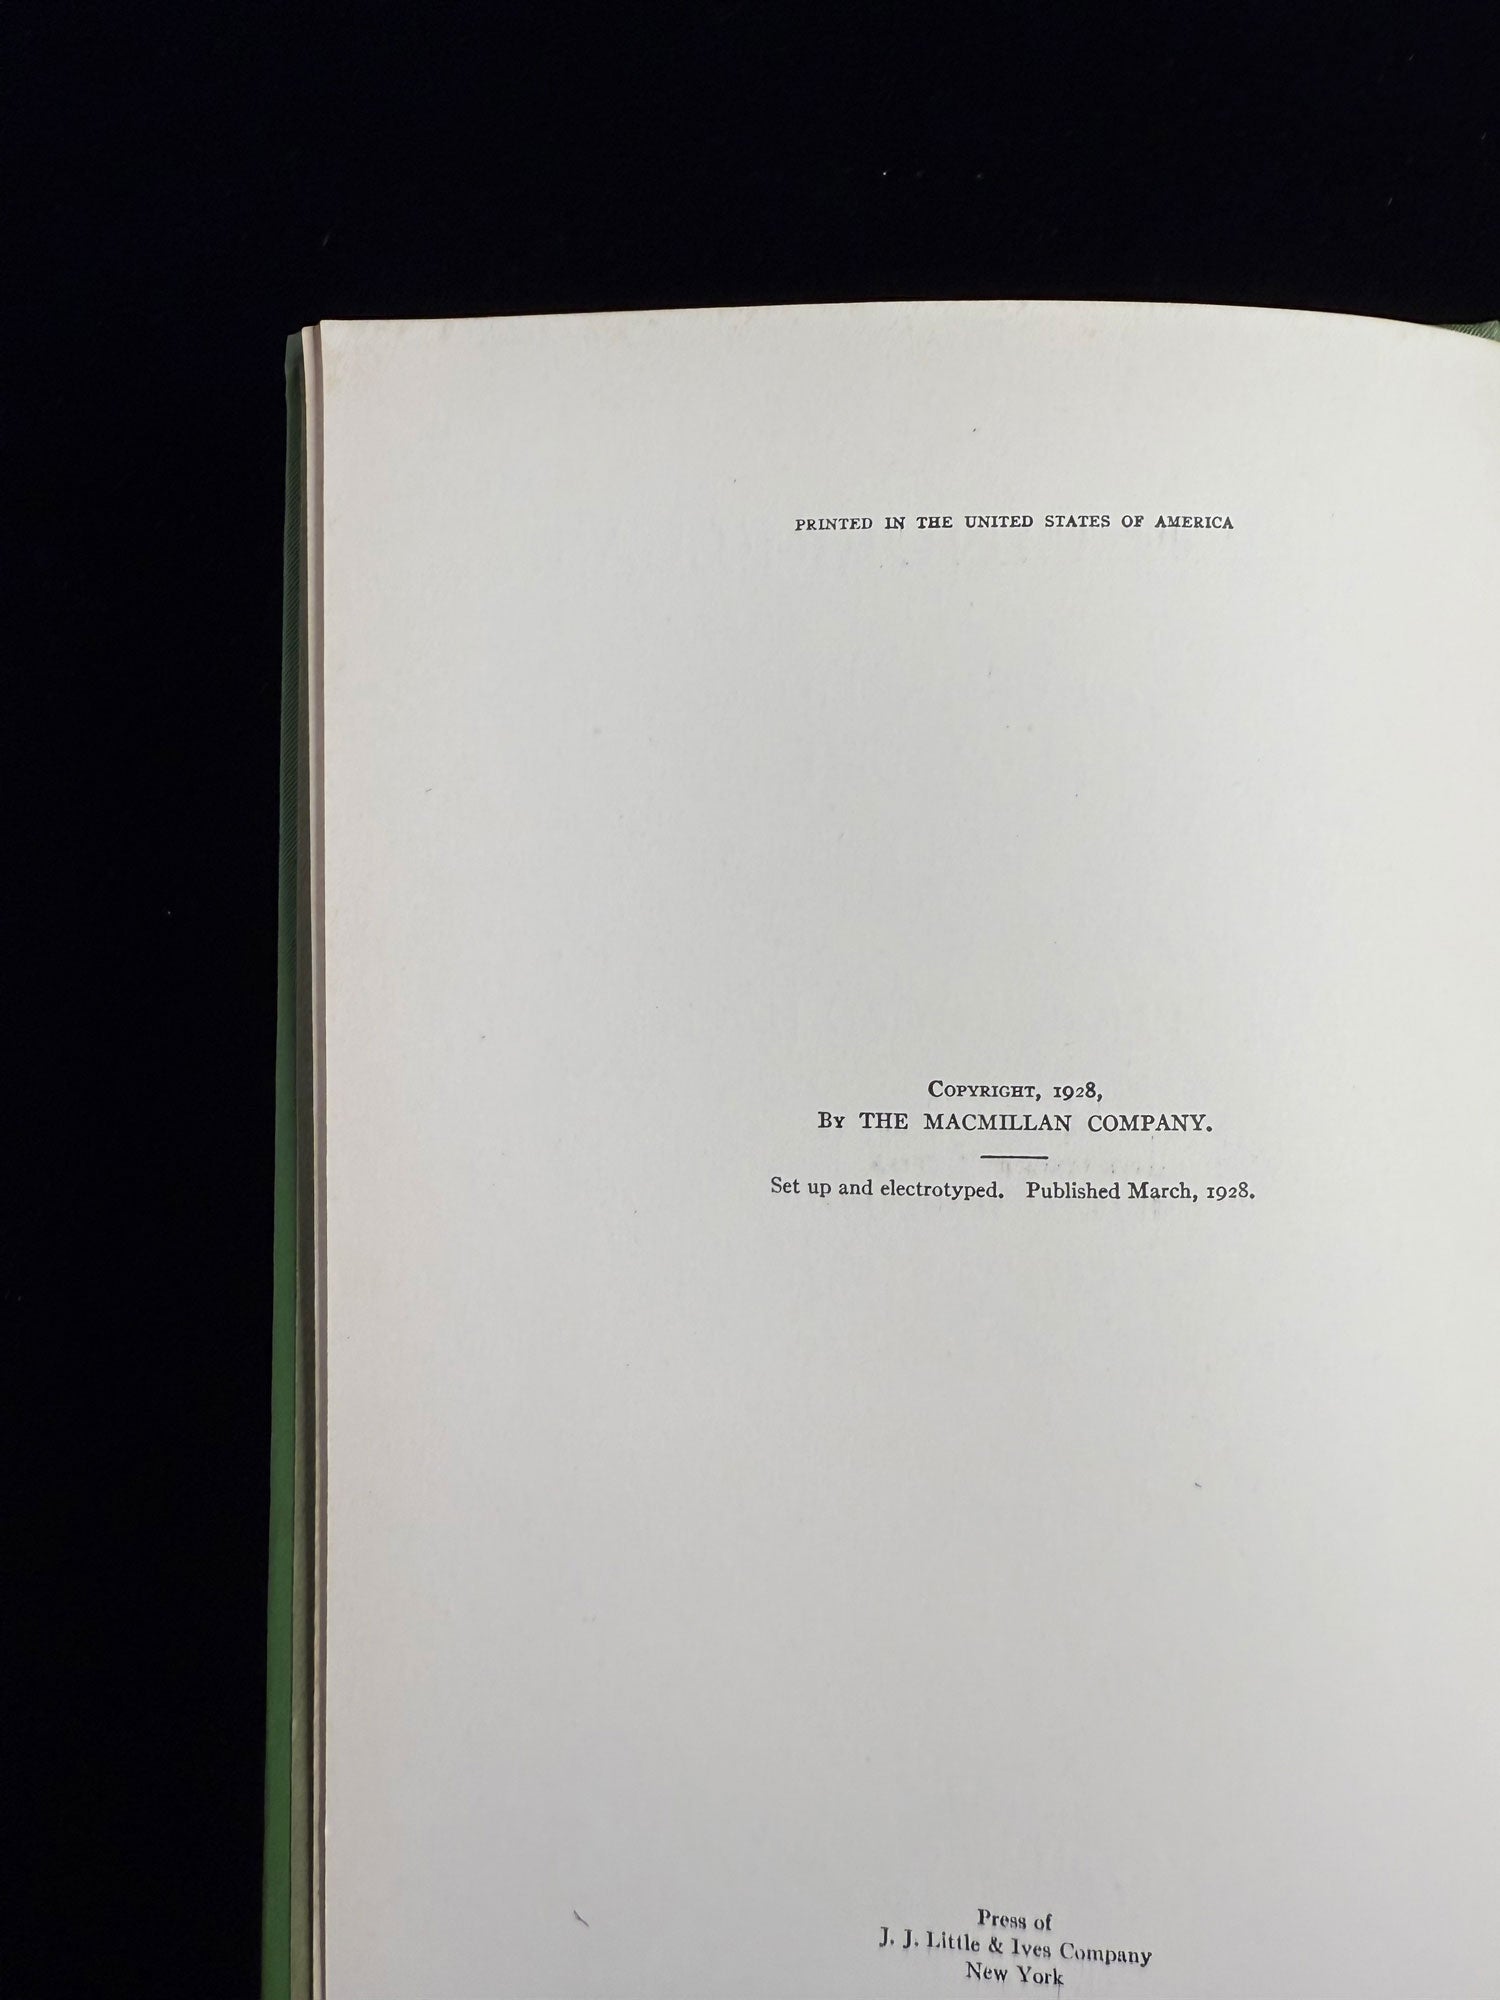 PRINTED IN THE UNITED STATES OF AMERICA
COPYRIGHT, 1928,
BY THE MACMILLAN COMPANY.
Set up and electrotyped. Published March, 1928.
Press of
J. J. Little & Ives Company
New York